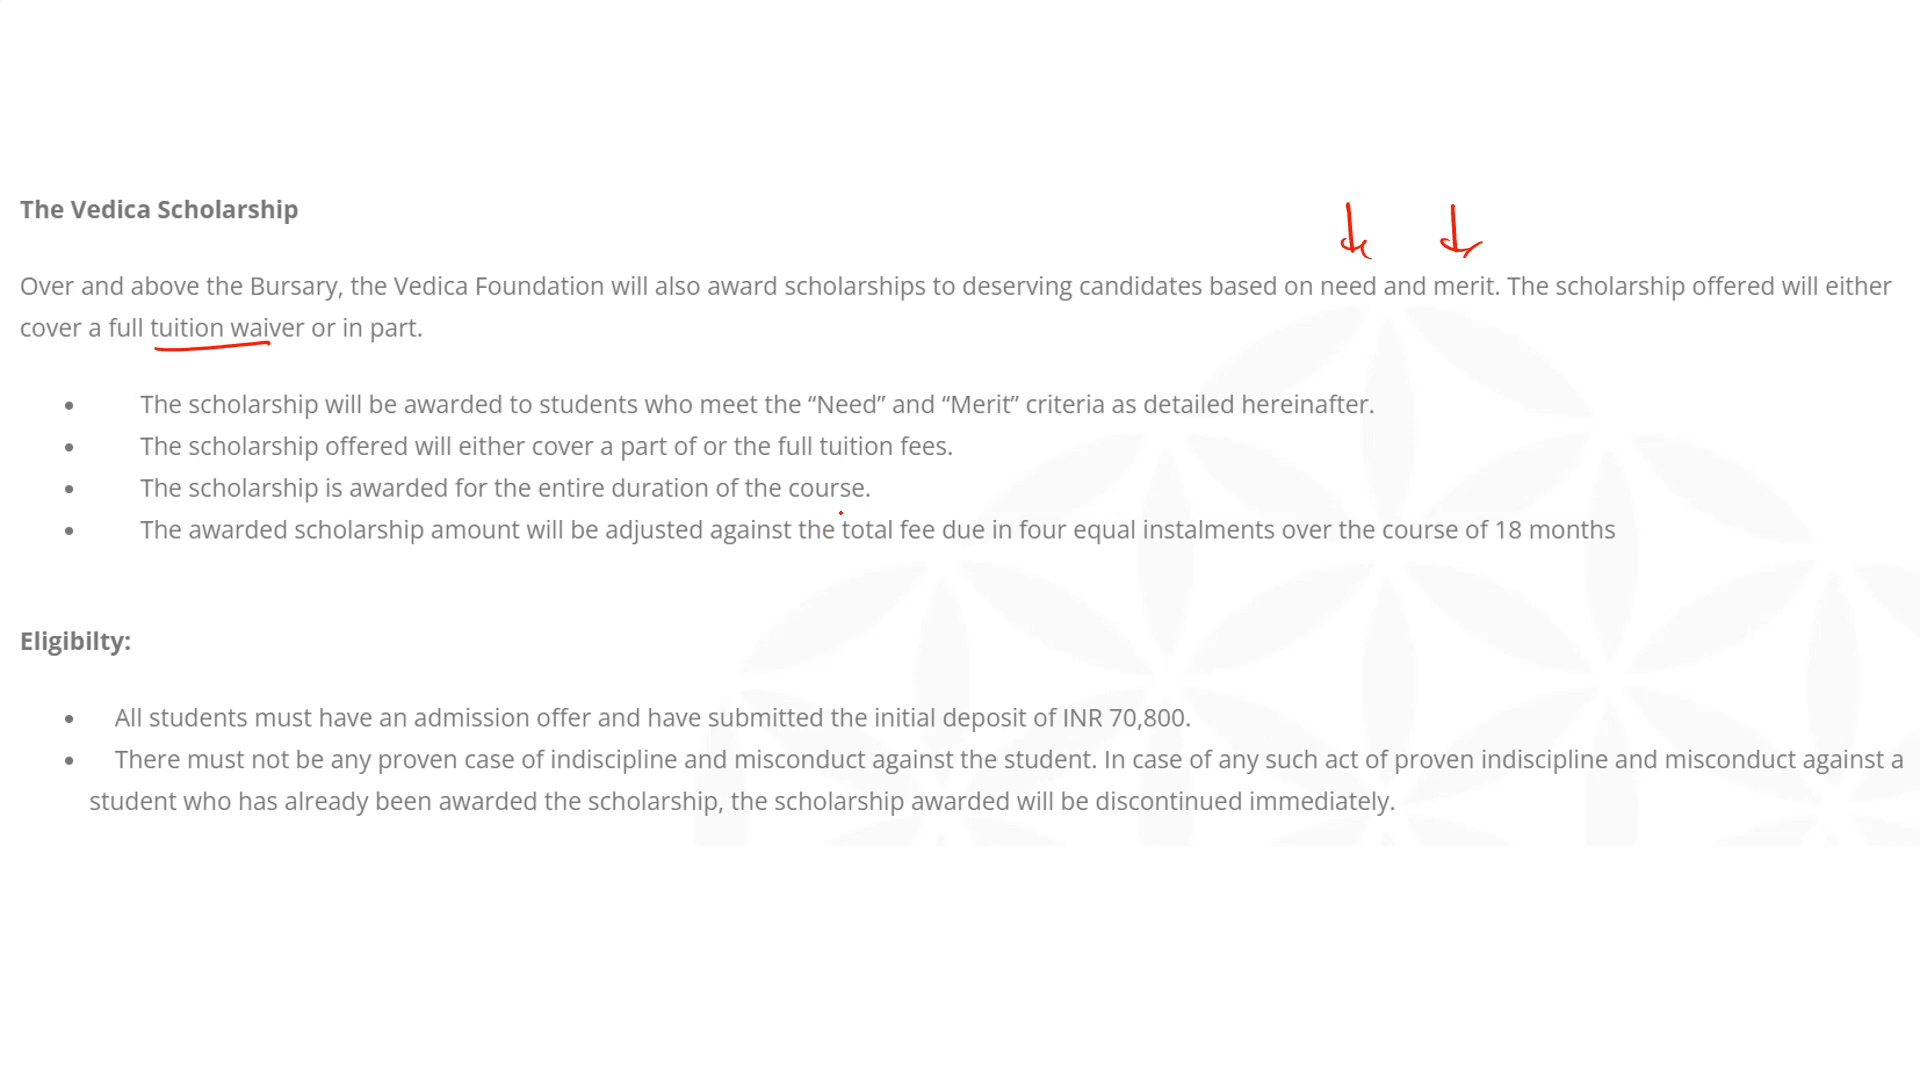 The Vedica Scholarship
Over and above the Bursary, the Vedica Foundation will also award scholarships to deserving candidates based on need and merit. The scholarship offered will either
cover a full tuition waiver or in part.
• The scholarship will be awarded to students who meet the “Need” and “Merit” criteria as detailed hereinafter.
• The scholarship offered will either cover a part of or the full tuition fees.
• The scholarship is awarded for the entire duration of the course.
• The awarded scholarship amount will be adjusted against the total fee due in four equal instalments over the course of 18 months
Eligibilty:
• All students must have an admission offer and have submitted the initial deposit of INR 70,800.
• There must not be any proven case of indiscipline and misconduct against the student. In case of any such act of proven indiscipline and misconduct against a
student who has already been awarded the scholarship, the scholarship awarded will be discontinued immediately.